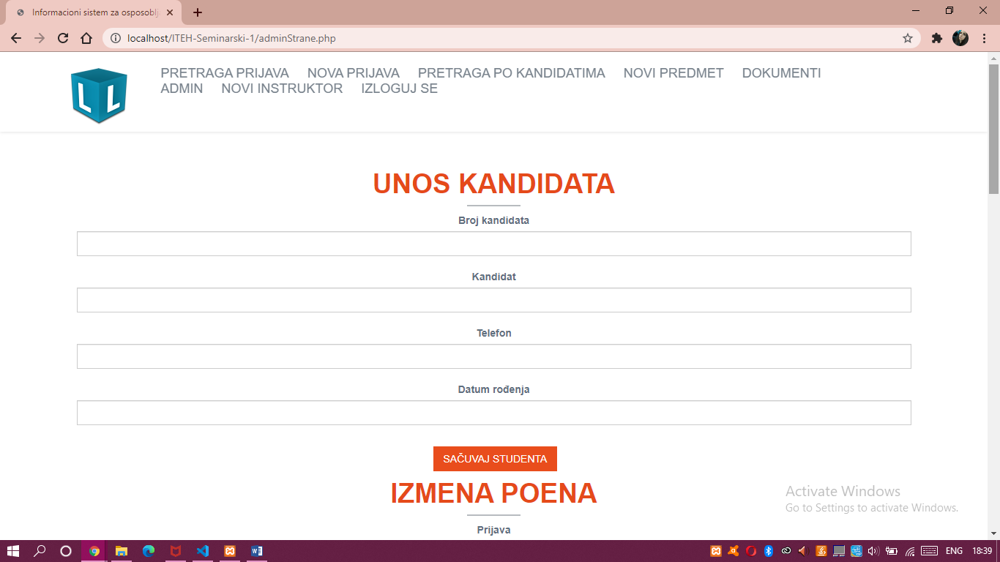 Informacioni sistem za osposoblj
localhost/ITEH-Seminarski-1/adminStrane.php
L L
PRETRAGA PRIJAVA NOVA PRIJAVA PRETRAGA PO KANDIDATIMA NOVI PREDMET DOKUMENTI
ADMIN NOVI INSTRUKTOR IZLOGUJ SE
UNOS KANDIDATA
Broj kandidata
Kandidat
Telefon
Datum rođenja
SAČUVAJ STUDENTA
IZMENA POENA
Prijava
Activate Windows
Go to Settings to activate Windows.
ENG 18:39